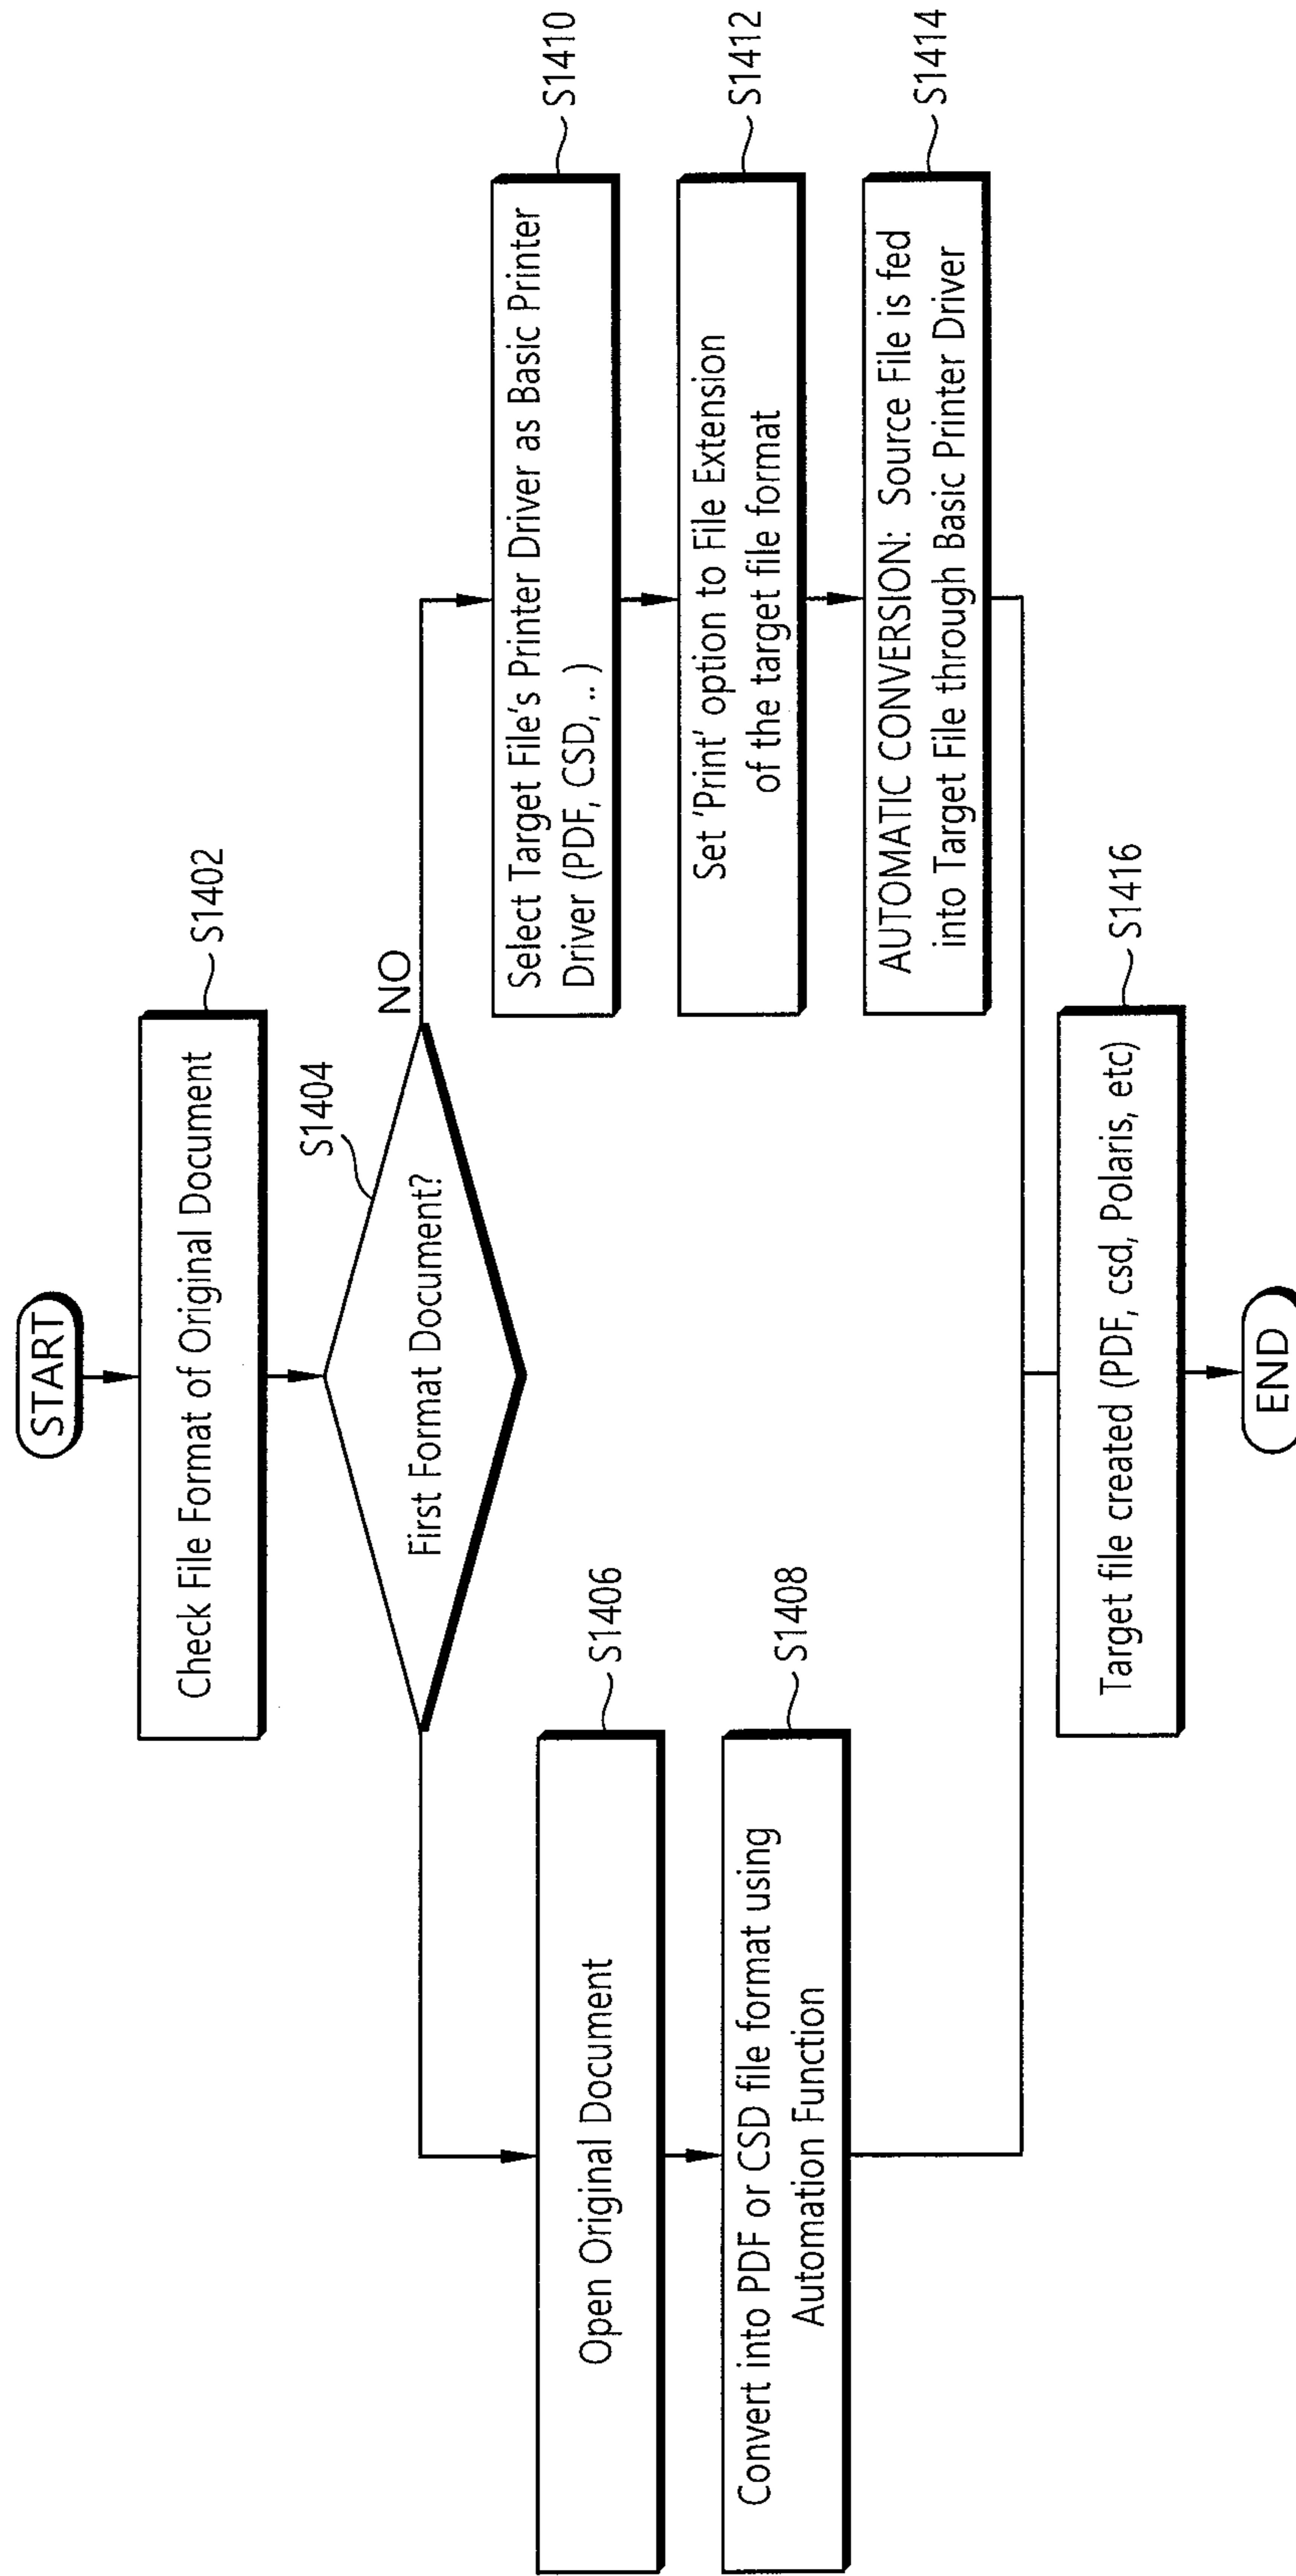 START
Check File Format of Original Document
S1402
First Format Document?
S1404
NO
Open Original Document
S1406
Convert into PDF or CSD file format using
Automation Function
S1408
Select Target File's Printer Driver as Basic Printer
Driver (PDF, CSD, .. )
S1410
Set 'Print' option to File Extension
of the target file format
S1412
AUTOMATIC CONVERSION: Source File is fed
into Target File through Basic Printer Driver
S1414
Target file created (PDF, csd, Polaris, etc)
S1416
END